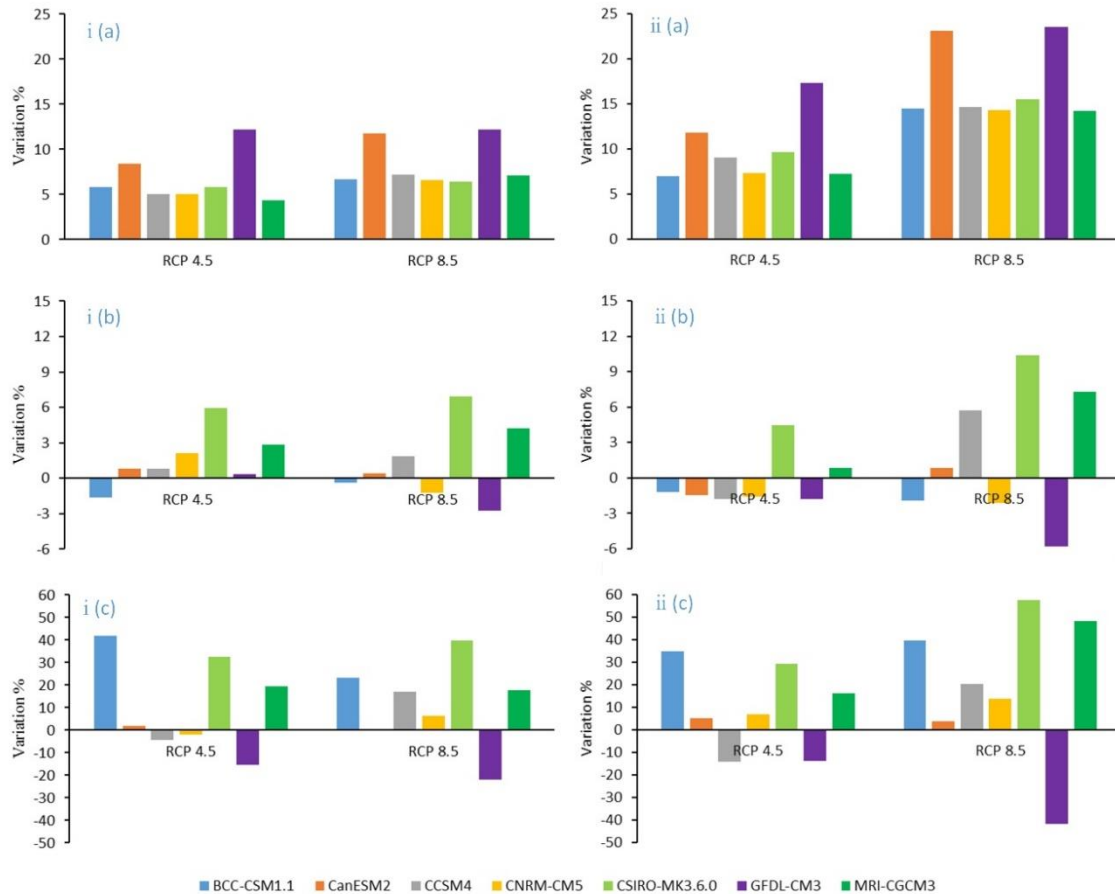 i (a)
Variation %
25
20
15
10
5
0
RCP 4.5
RCP 8.5
ii (a)
Variation %
25
20
15
10
5
0
RCP 4.5
RCP 8.5
i (b)
Variation %
15
12
9
6
3
0
-3
-6
RCP 4.5
RCP 8.5
ii (b)
Variation %
15
12
9
6
3
0
-3
-6
RCP 4.5
RCP 8.5
i (c)
Variation %
60
50
40
30
20
10
0
-10
-20
-30
-40
-50
RCP 4.5
RCP 8.5
ii (c)
Variation %
60
50
40
30
20
10
0
-10
-20
-30
-40
-50
RCP 4.5
RCP 8.5
BCC-CSM1.1 CanESM2 CCSM4 CNRM-CM5 CSIRO-MK3.6.0 GFDL-CM3 MRI-CGCM3